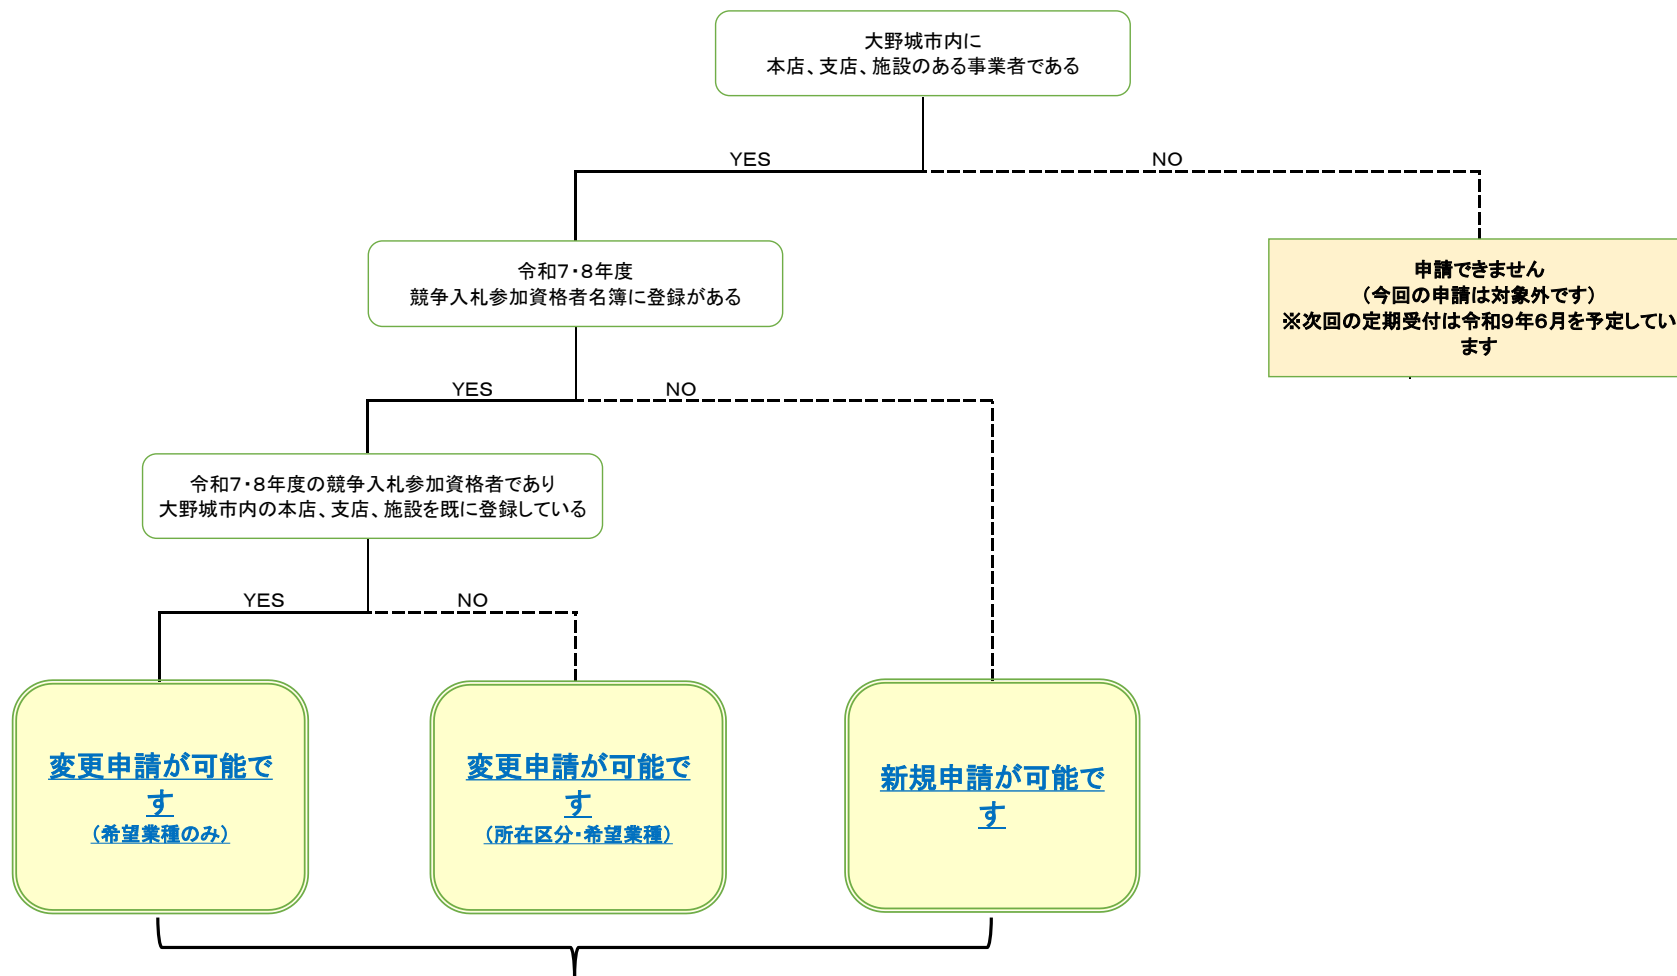 大野城市内に
本店、支店、施設のある事業者である
YES
NO
令和7・8年度
競争入札参加資格者名簿に登録がある
申請できません
（今回の申請は対象外です）
※次回の定期受付は令和9年6月を予定してい
ます
YES
NO
令和7・8年度の競争入札参加資格者であり
大野城市内の本店、支店、施設を既に登録している
YES
NO
変更申請が可能で
す
（希望業種のみ）
変更申請が可能で
す
（所在区分・希望業種）
新規申請が可能で
す